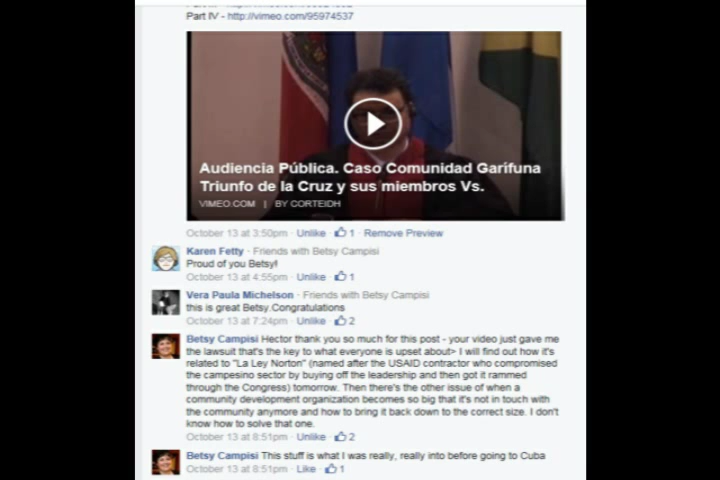 Part IV - http://vimeo.com/95974537
Audiencia Pública. Caso Comunidad Garífuna
Triunfo de la Cruz y sus miembros Vs.
VIMEO.COM | BY CORTEIDH
October 13 at 3:50pm · Unlike · 1 · Remove Preview
Karen Fetty · Friends with Betsy Campisi
Proud of you Betsy!
October 13 at 4:55pm · Unlike · 1
Vera Paula Michelson · Friends with Betsy Campisi
this is great Betsy.Congratulations
October 13 at 7:24pm · Unlike · 2
Betsy Campisi Hector thank you so much for this post - your video just gave me
the lawsuit that's the key to what everyone is upset about> I will find out how it's
related to "La Ley Norton" (named after the USAID contractor who compromised
the campesino sector by buying off the leadership and then got it rammed
through the Congress) tomorrow. Then there's the other issue of when a
community development organization becomes so big that it's not in touch with
the community anymore and how to bring it back down to the correct size. I don't
know how to solve that one.
October 13 at 8:51pm · Unlike · 2
Betsy Campisi This stuff is what I was really, really into before going to Cuba
October 13 at 8:51pm · Like · 1